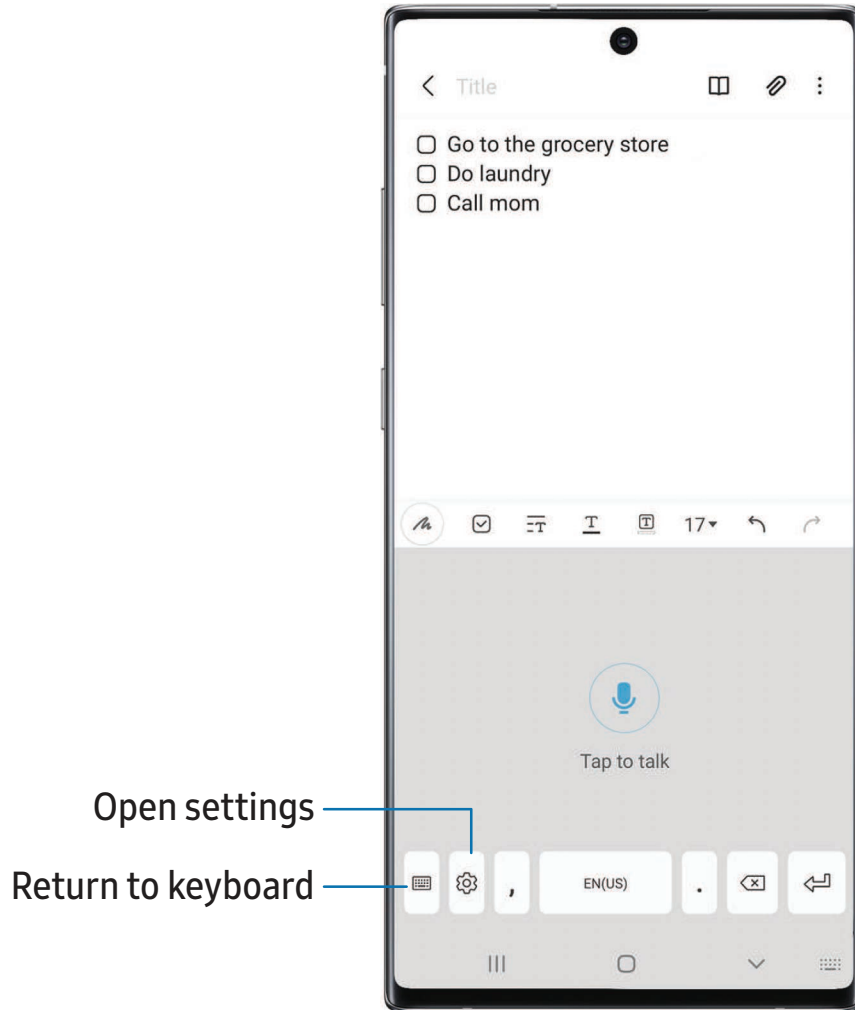 Title
Go to the grocery store
Do laundry
Call mom
T
T
T
17
Tap to talk
Open settings
Return to keyboard
,
EN(US)
.